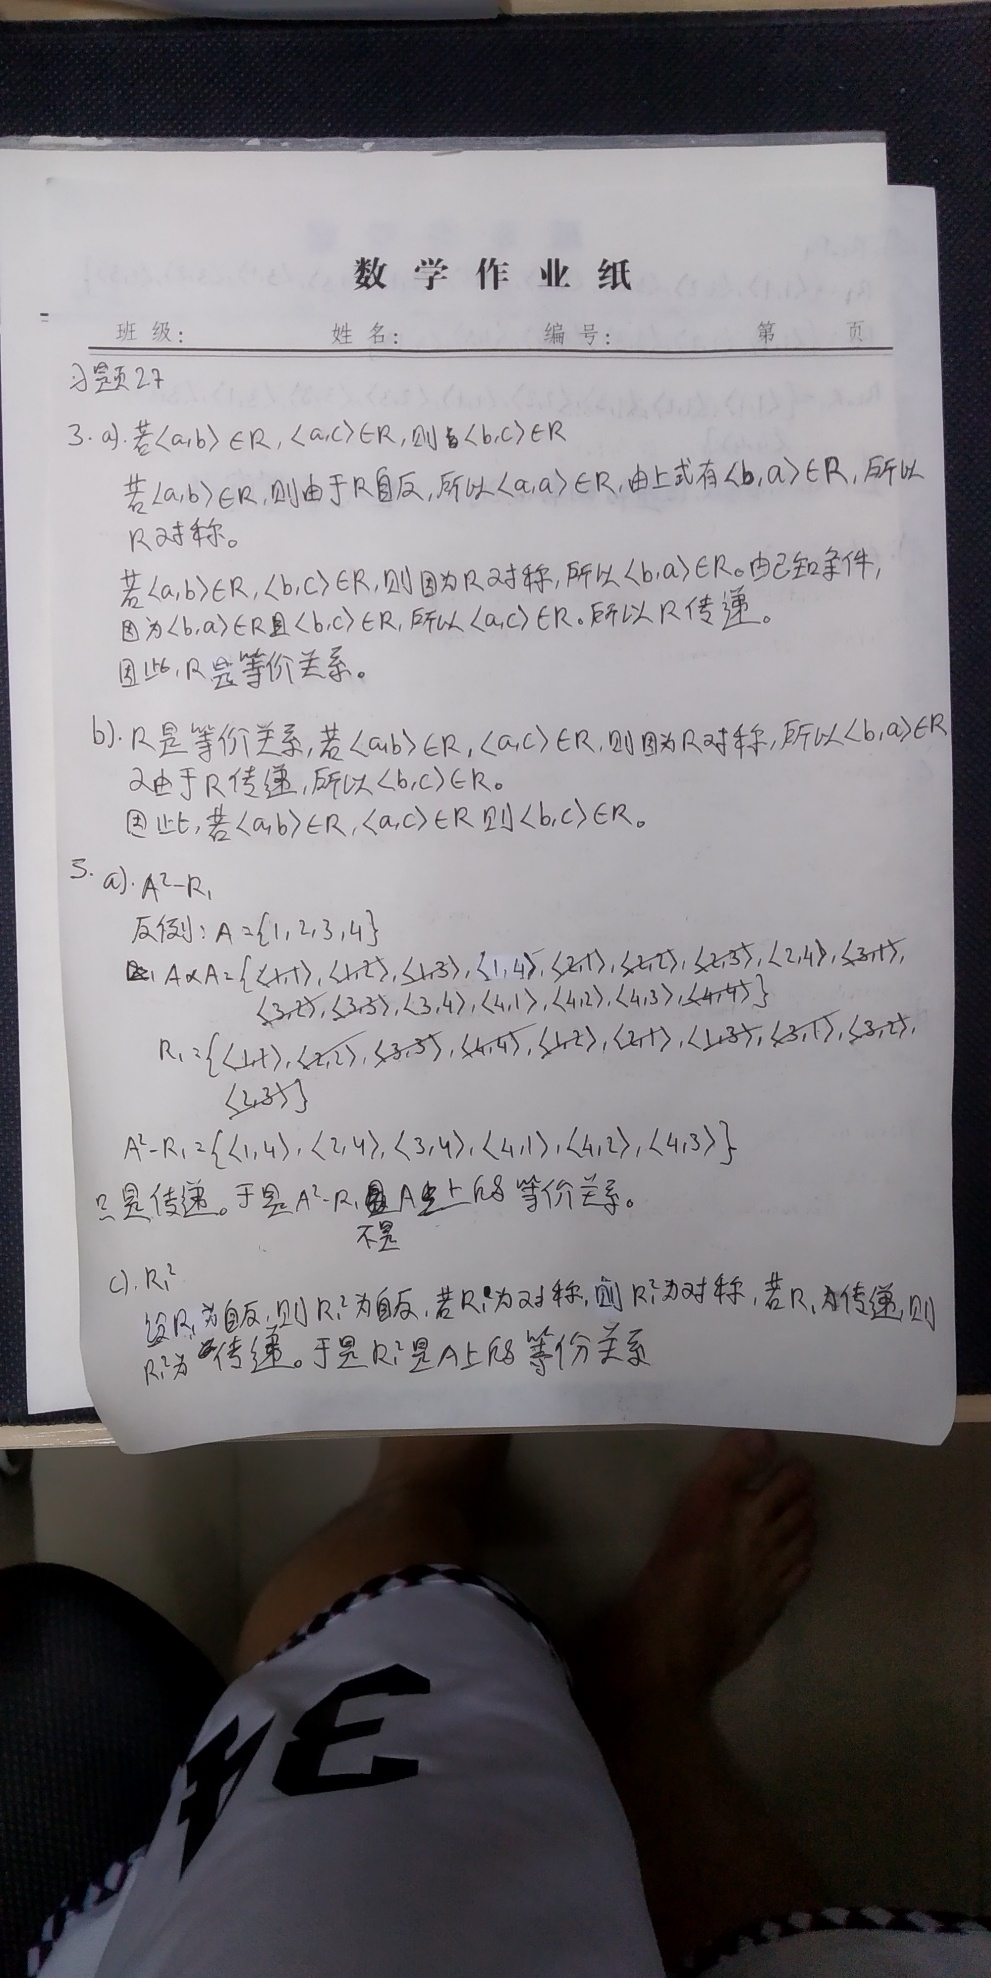 数学作业纸
班级: 姓名: 编号: 第 页
习题27
3. a). 若<a,b>∈R, <a,c>∈R, 则<b,c>∈R
若<a,b>∈R, 则由于R自反, 所以<a,a>∈R, 由上式有<b,a>∈R, 所以
R对称。
若<a,b>∈R, <b,c>∈R, 则因为R对称, 所以<b,a>∈R。由已知条件,
因为<b,a>∈R且<b,c>∈R, 所以<a,c>∈R。所以R传递。
因此, R是等价关系。
b). R是等价关系, 若<a,b>∈R, <a,c>∈R, 则因为R对称, 所以<b,a>∈R
又由于R传递, 所以<b,c>∈R。
因此, 若<a,b>∈R, <a,c>∈R则<b,c>∈R。
5. a). A²-R₁
反例: A={1,2,3,4}
A×A={<1,1>, <1,2>, <1,3>, <1,4>, <2,1>, <2,2>, <2,3>, <2,4>, <3,1>,
<3,2>, <3,3>, <3,4>, <4,1>, <4,2>, <4,3>, <4,4>}
R₁={<1,1>, <2,2>, <3,3>, <4,4>, <1,2>, <2,1>, <1,3>, <3,1>, <3,2>,
<2,3>}
A²-R₁={<1,4>, <2,4>, <3,4>, <4,1>, <4,2>, <4,3>}
只是传递。于是A²-R₁不是A上的等价关系。
c). R₁²
设R₁为自反, 则R₁²为自反, 若R₁为对称, 则R₁²为对称, 若R₁为传递, 则
R₁²为传递。于是R₁²是A上的等价关系